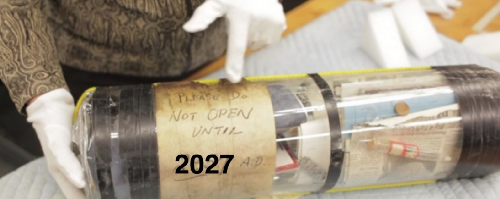 PLEASE DO
NOT OPEN
UNTIL
2027 A.D.